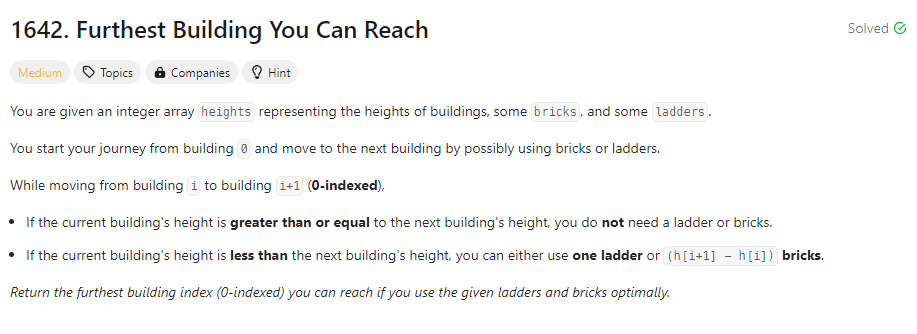 1642. Furthest Building You Can Reach
Solved
Medium Topics Companies Hint
You are given an integer array heights representing the heights of buildings, some bricks, and some ladders.
You start your journey from building 0 and move to the next building by possibly using bricks or ladders.
While moving from building i to building i+1 (0-indexed),
• If the current building's height is greater than or equal to the next building's height, you do not need a ladder or bricks.
• If the current building's height is less than the next building's height, you can either use one ladder or (h[i+1] - h[i]) bricks.
Return the furthest building index (0-indexed) you can reach if you use the given ladders and bricks optimally.